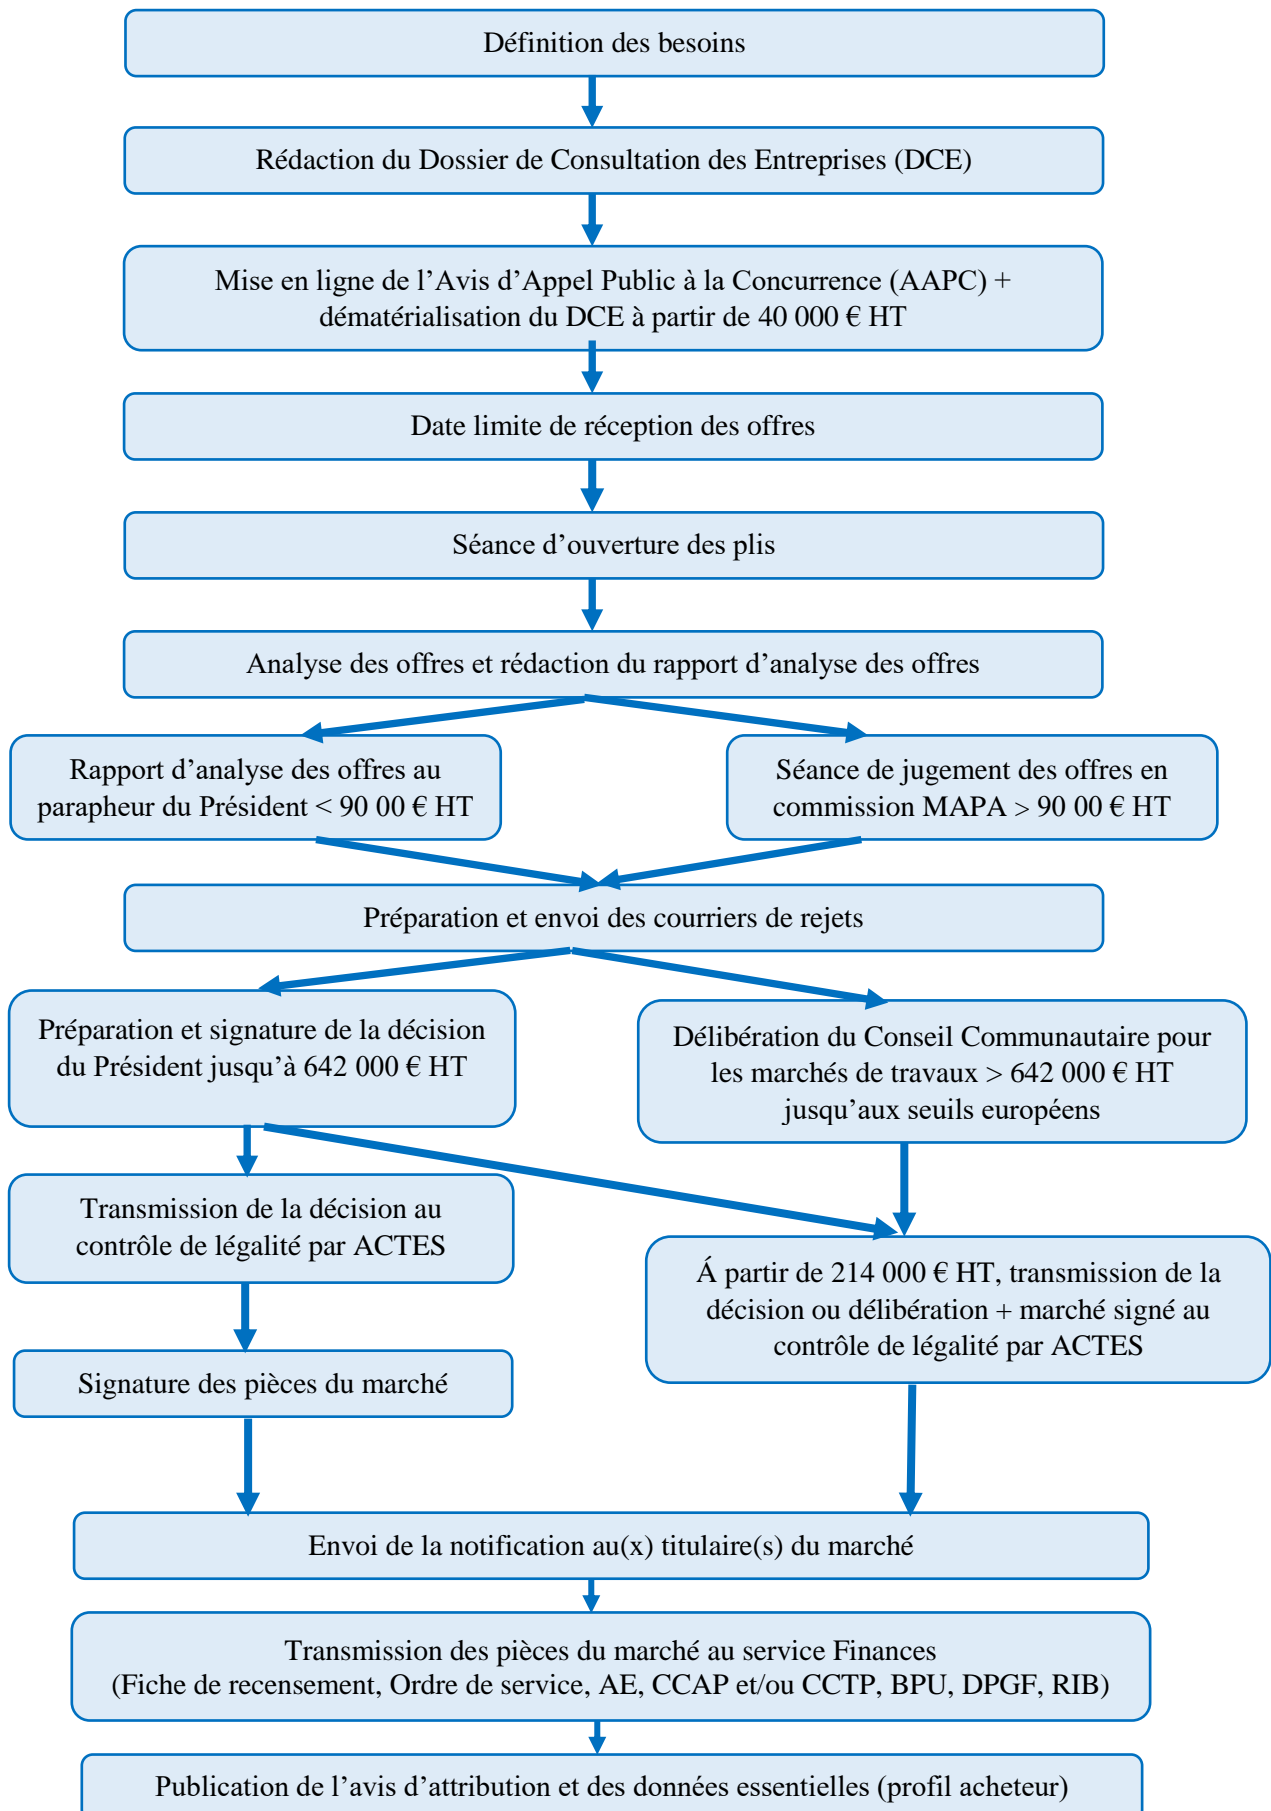 Définition des besoins
Rédaction du Dossier de Consultation des Entreprises (DCE)
Mise en ligne de l’Avis d’Appel Public à la Concurrence (AAPC) +
dématérialisation du DCE à partir de 40 000 € HT
Date limite de réception des offres
Séance d’ouverture des plis
Analyse des offres et rédaction du rapport d’analyse des offres
Rapport d’analyse des offres au
parapheur du Président < 90 00 € HT
Séance de jugement des offres en
commission MAPA > 90 00 € HT
Préparation et envoi des courriers de rejets
Préparation et signature de la décision
du Président jusqu’à 642 000 € HT
Délibération du Conseil Communautaire pour
les marchés de travaux > 642 000 € HT
jusqu’aux seuils européens
Transmission de la décision au
contrôle de légalité par ACTES
Á partir de 214 000 € HT, transmission de la
décision ou délibération + marché signé au
contrôle de légalité par ACTES
Signature des pièces du marché
Envoi de la notification au(x) titulaire(s) du marché
Transmission des pièces du marché au service Finances
(Fiche de recensement, Ordre de service, AE, CCAP et/ou CCTP, BPU, DPGF, RIB)
Publication de l’avis d’attribution et des données essentielles (profil acheteur)